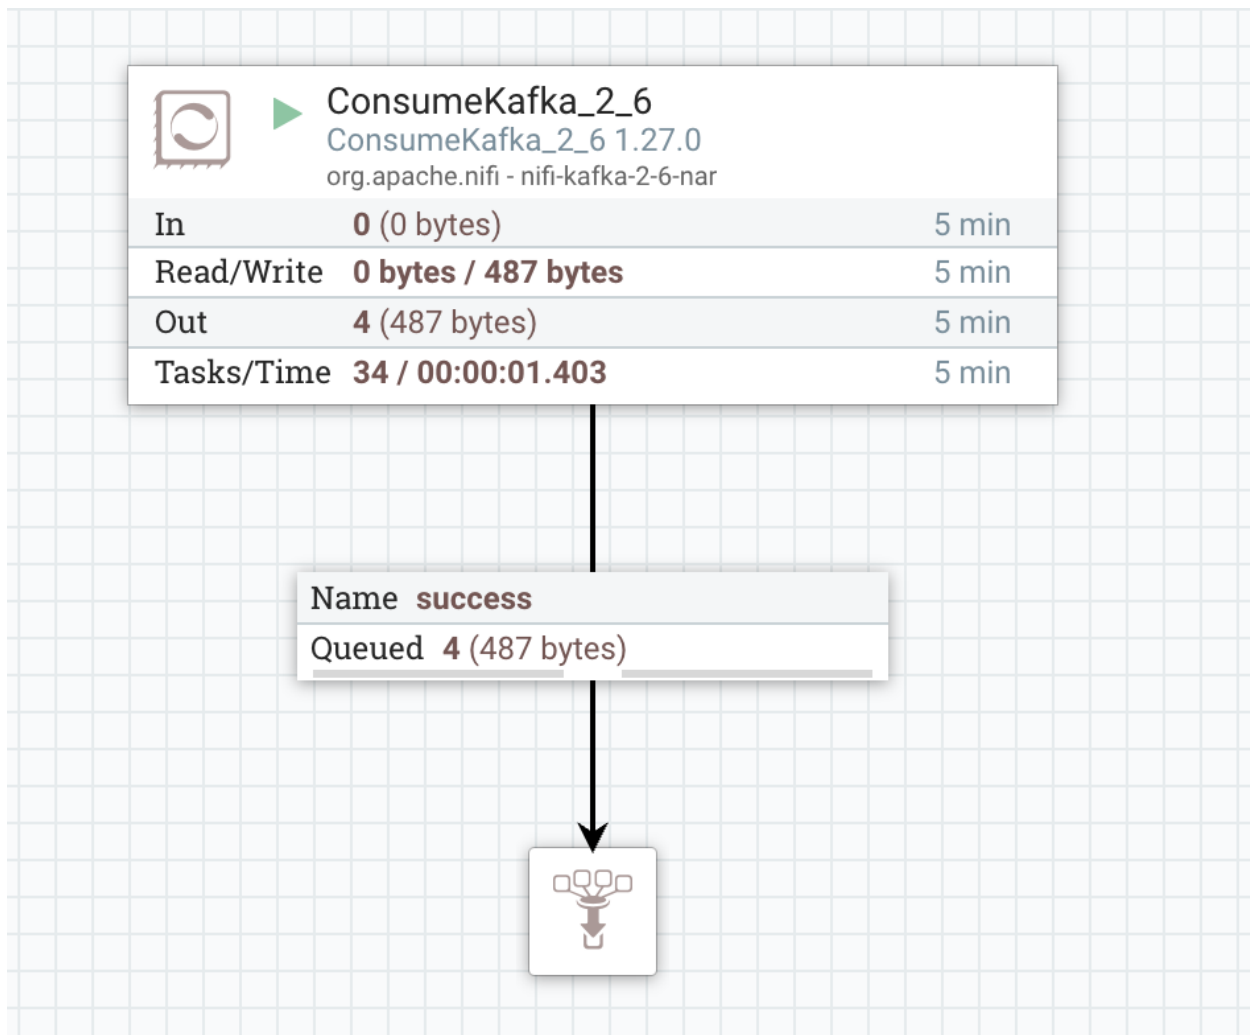 ConsumeKafka_2_6
ConsumeKafka_2_6 1.27.0
org.apache.nifi - nifi-kafka-2-6-nar
In 0 (0 bytes) 5 min
Read/Write 0 bytes / 487 bytes 5 min
Out 4 (487 bytes) 5 min
Tasks/Time 34 / 00:00:01.403 5 min
Name success
Queued 4 (487 bytes)